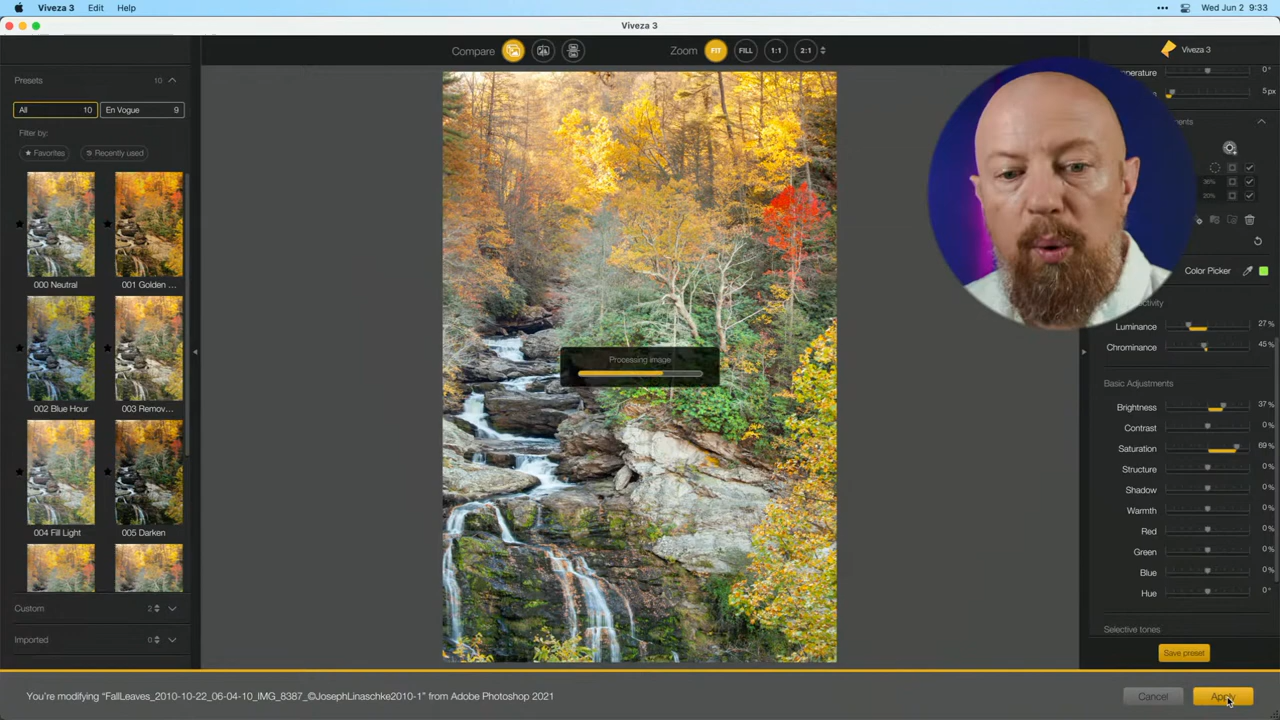 Viveza 3 Edit Help
Wed Jun 2 9:33
Viveza 3
Compare
Zoom FIT FILL 1:1 2:1
Viveza 3
Presets 10
All 10 En Vogue 9
Filter by:
Favorites Recently used
000 Neutral 001 Golden ...
002 Blue Hour 003 Remov...
004 Fill Light 005 Darken
Custom 2
Imported 0
Processing image
0°
5 px
36%
20%
Color Picker
Luminance 27 %
Chrominance 45 %
Basic Adjustments
Brightness 37 %
Contrast 0 %
Saturation 69 %
Structure 0 %
Shadow 0 %
Warmth 0 %
Red 0 %
Green 0 %
Blue 0 %
Hue 0 °
Selective tones
Save preset
You're modifying "FallLeaves_2010-10-22_06-04-10_IMG_8387_©JosephLinaschke2010-1" from Adobe Photoshop 2021
Cancel Apply